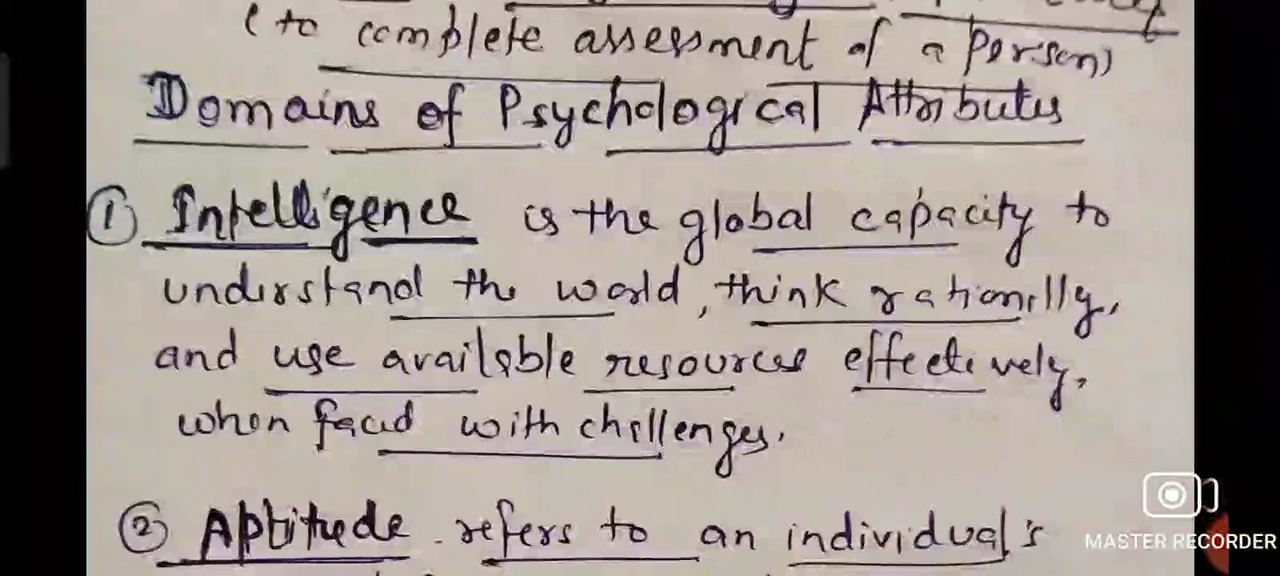 (to complete assessment of a Person)
Domains of Psychological Attributes
① Intelligence is the global capacity to
understand the world, think rationally,
and use available resources effectively,
when faced with challenges.
② Aptitude refers to an individual's
MASTER RECORDER